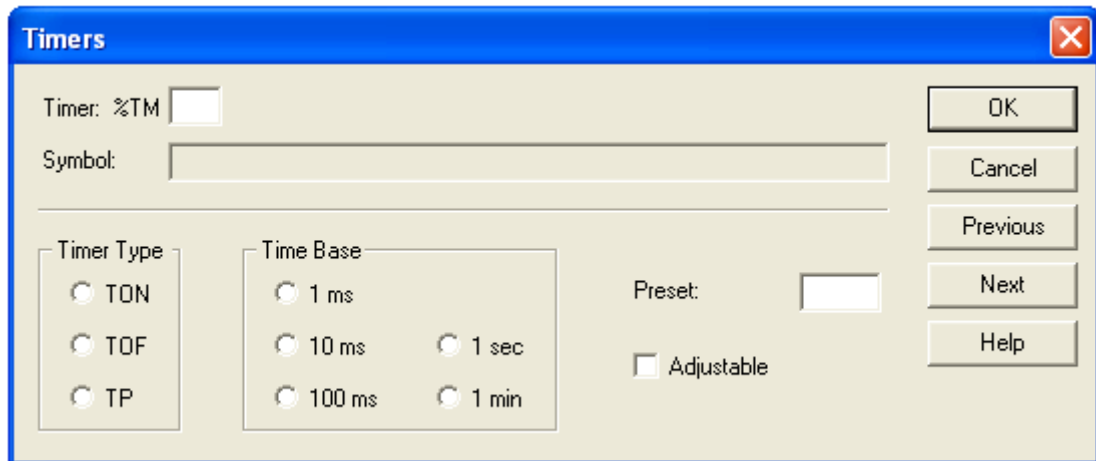 Timers
Timer: %TM
Symbol:
OK
Cancel
Previous
Next
Help
Timer Type
TON
TOF
TP
Time Base
1 ms
10 ms
100 ms
1 sec
1 min
Preset:
Adjustable